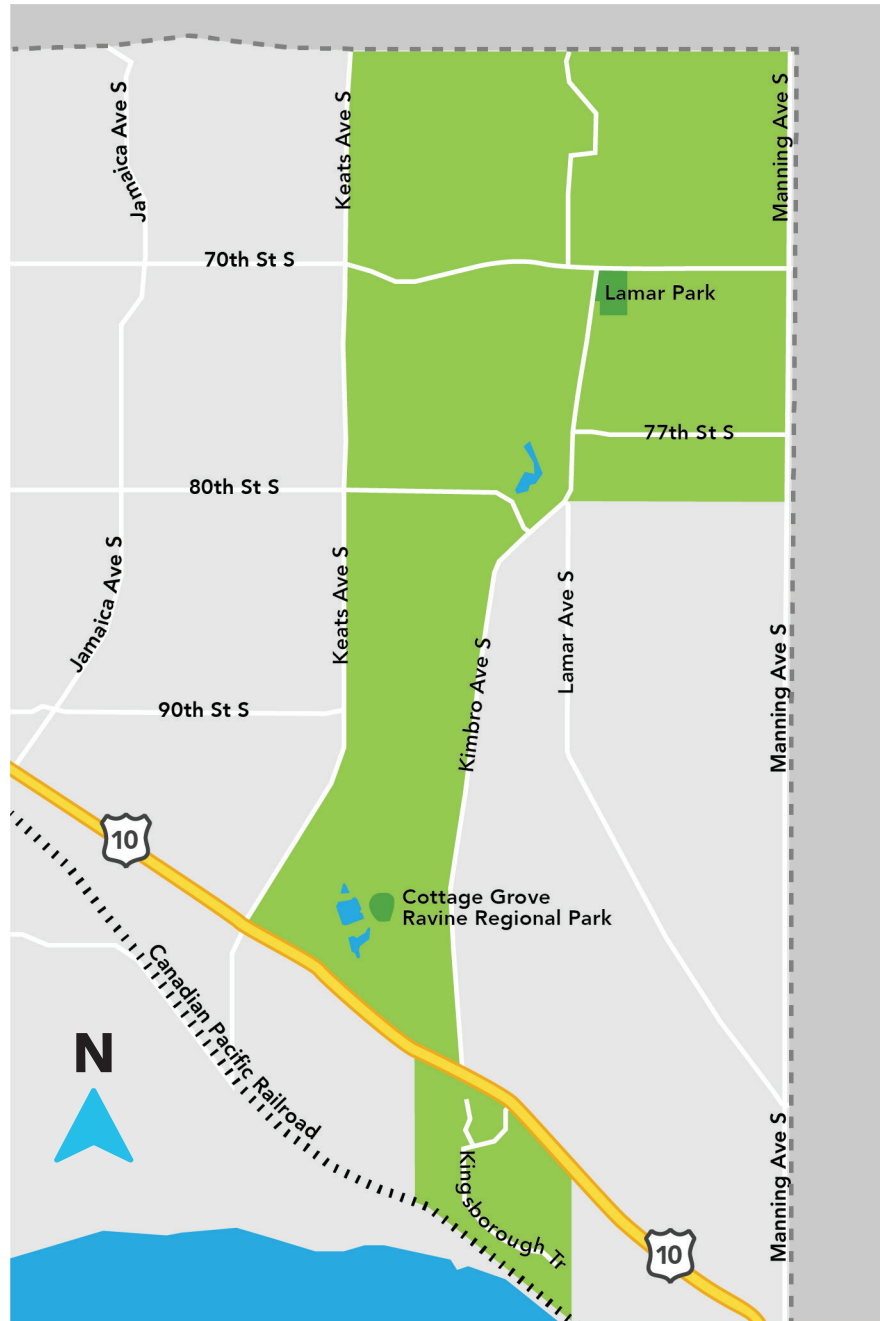 Jamaica Ave S
Keats Ave S
Manning Ave S
70th St S
Lamar Park
77th St S
80th St S
Jamaica Ave S
Keats Ave S
Lamar Ave S
Kimbro Ave S
Manning Ave S
90th St S
10
Cottage Grove
Ravine Regional Park
Canadian Pacific Railroad
N
Kingsborough Tr
Manning Ave S
10